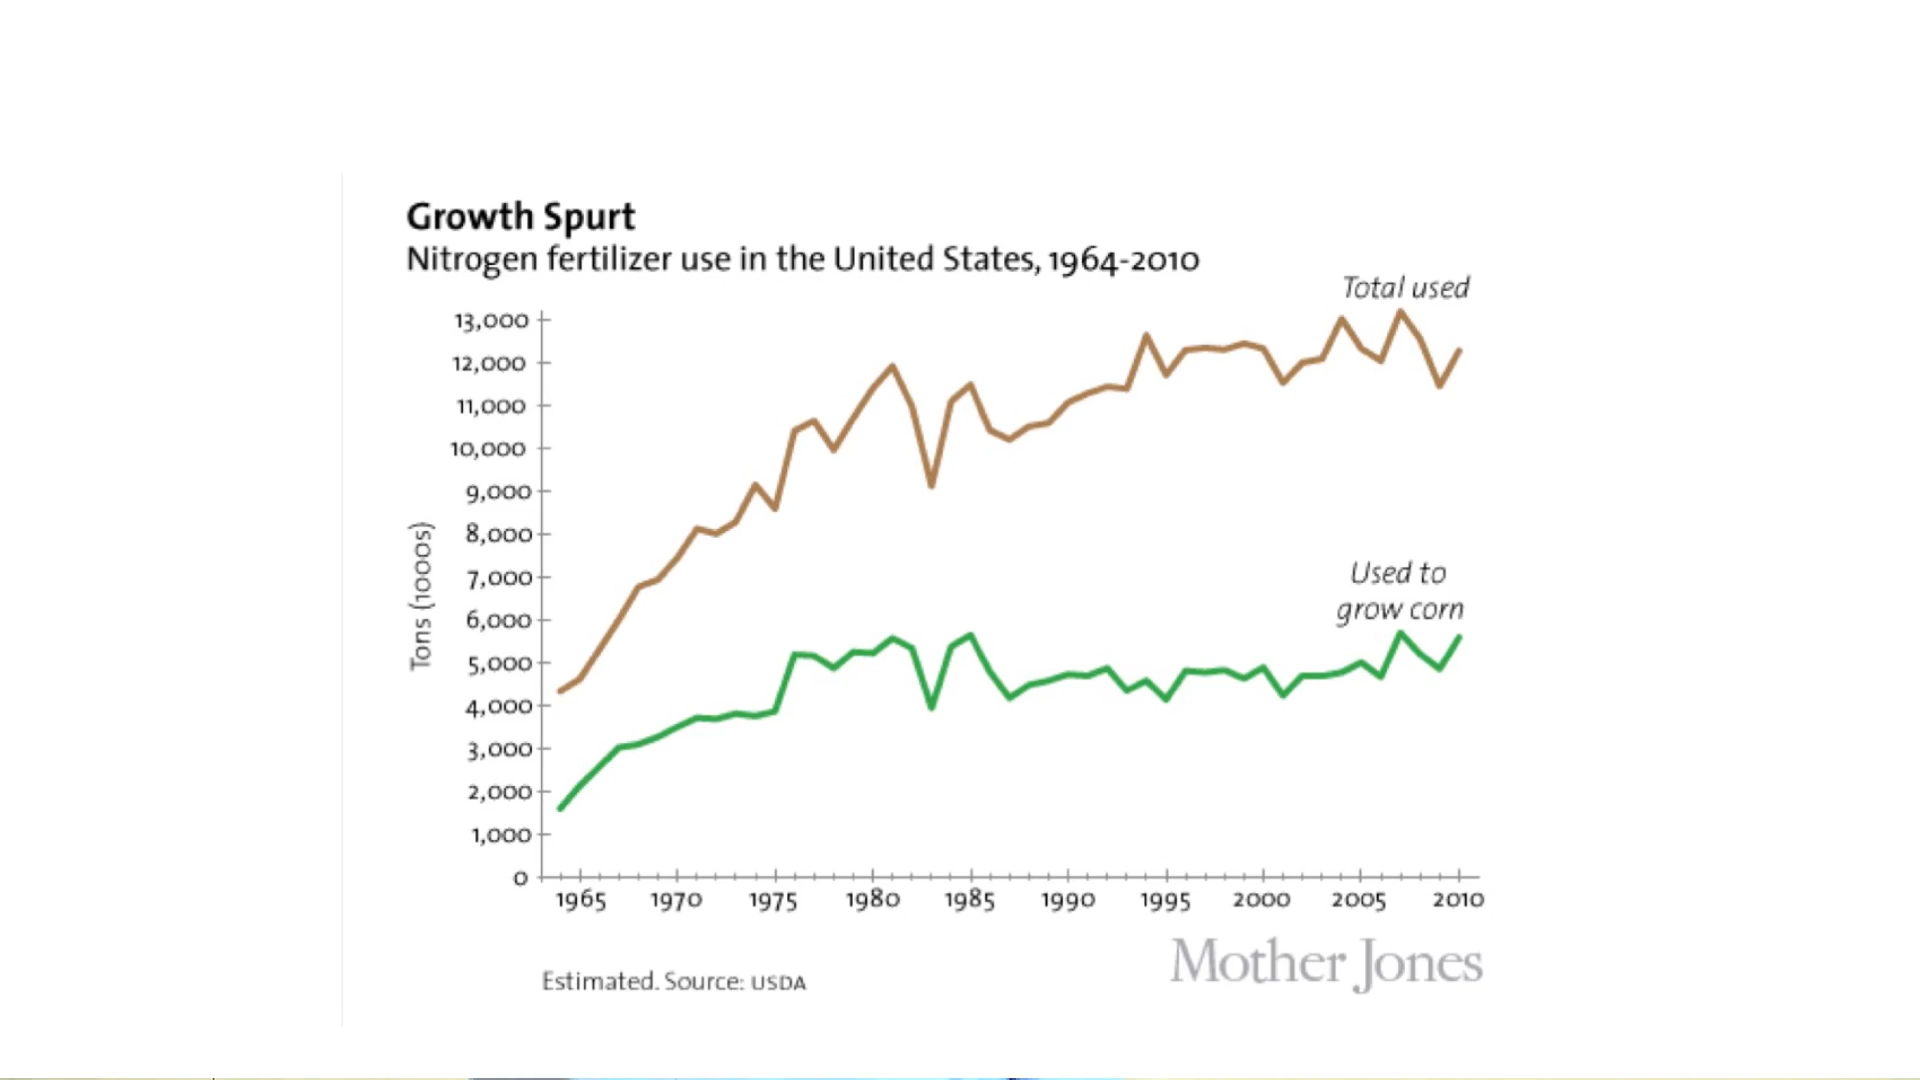 Growth Spurt
Nitrogen fertilizer use in the United States, 1964-2010
Total used
13,000
12,000
11,000
10,000
9,000
8,000
7,000
6,000
5,000
4,000
3,000
2,000
1,000
0
Tons (1000s)
Used to
grow corn
1965 1970 1975 1980 1985 1990 1995 2000 2005 2010
Estimated. Source: USDA
Mother Jones